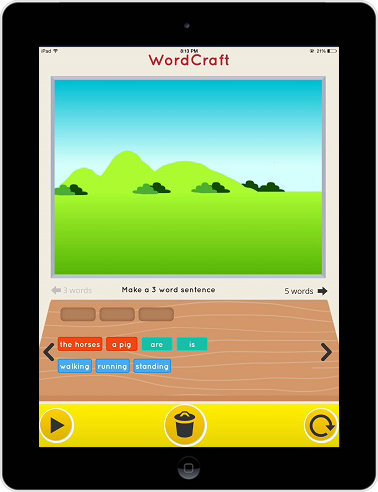 iPad 8:13 PM 21%
WordCraft
3 words Make a 3 word sentence 5 words
the horses a pig are is
walking running standing